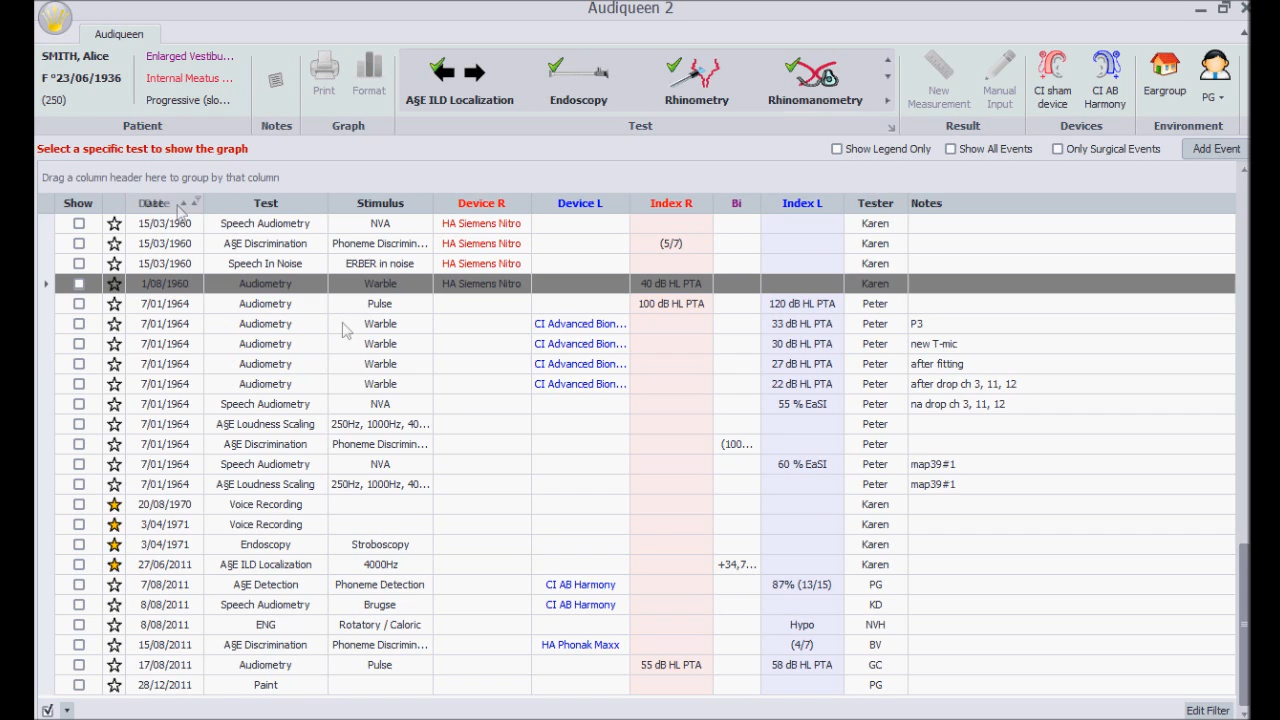 Audiqueen 2
Audiqueen
SMITH, Alice
F °23/06/1936
(250)
Enlarged Vestibu...
Internal Meatus ...
Progressive (slo...
Patient
Notes
Print
Format
Graph
A§E ILD Localization
Endoscopy
Rhinometry
Rhinomanometry
Test
New Measurement
Manual Input
Result
CI sham device
CI AB Harmony
Devices
Eargroup
PG
Environment
Select a specific test to show the graph
Show Legend Only
Show All Events
Only Surgical Events
Add Event
Drag a column header here to group by that column
Show Date Test Stimulus Device R Device L Index R Bi Index L Tester Notes
15/03/1960 Speech Audiometry NVA HA Siemens Nitro Karen
15/03/1960 A§E Discrimination Phoneme Discrimin... HA Siemens Nitro (5/7) Karen
15/03/1960 Speech In Noise ERBER in noise HA Siemens Nitro Karen
1/08/1960 Audiometry Warble HA Siemens Nitro 40 dB HL PTA Karen
7/01/1964 Audiometry Pulse 100 dB HL PTA 120 dB HL PTA Peter
7/01/1964 Audiometry Warble CI Advanced Bion... 33 dB HL PTA Peter P3
7/01/1964 Audiometry Warble CI Advanced Bion... 30 dB HL PTA Peter new T-mic
7/01/1964 Audiometry Warble CI Advanced Bion... 27 dB HL PTA Peter after fitting
7/01/1964 Audiometry Warble CI Advanced Bion... 22 dB HL PTA Peter after drop ch 3, 11, 12
7/01/1964 Speech Audiometry NVA 55 % EaSI Peter na drop ch 3, 11, 12
7/01/1964 A§E Loudness Scaling 250Hz, 1000Hz, 40... Peter
7/01/1964 A§E Discrimination Phoneme Discrimin... (100... Peter
7/01/1964 Speech Audiometry NVA 60 % EaSI Peter map39#1
7/01/1964 A§E Loudness Scaling 250Hz, 1000Hz, 40... Peter map39#1
20/08/1970 Voice Recording Karen
3/04/1971 Voice Recording Karen
3/04/1971 Endoscopy Stroboscopy Karen
27/06/2011 A§E ILD Localization 4000Hz +34,7... Karen
7/08/2011 A§E Detection Phoneme Detection CI AB Harmony 87% (13/15) PG
8/08/2011 Speech Audiometry Brugse CI AB Harmony KD
8/08/2011 ENG Rotatory / Caloric Hypo NVH
15/08/2011 A§E Discrimination Phoneme Discrimin... HA Phonak Maxx (4/7) BV
17/08/2011 Audiometry Pulse 55 dB HL PTA 58 dB HL PTA GC
28/12/2011 Paint PG
Edit Filter